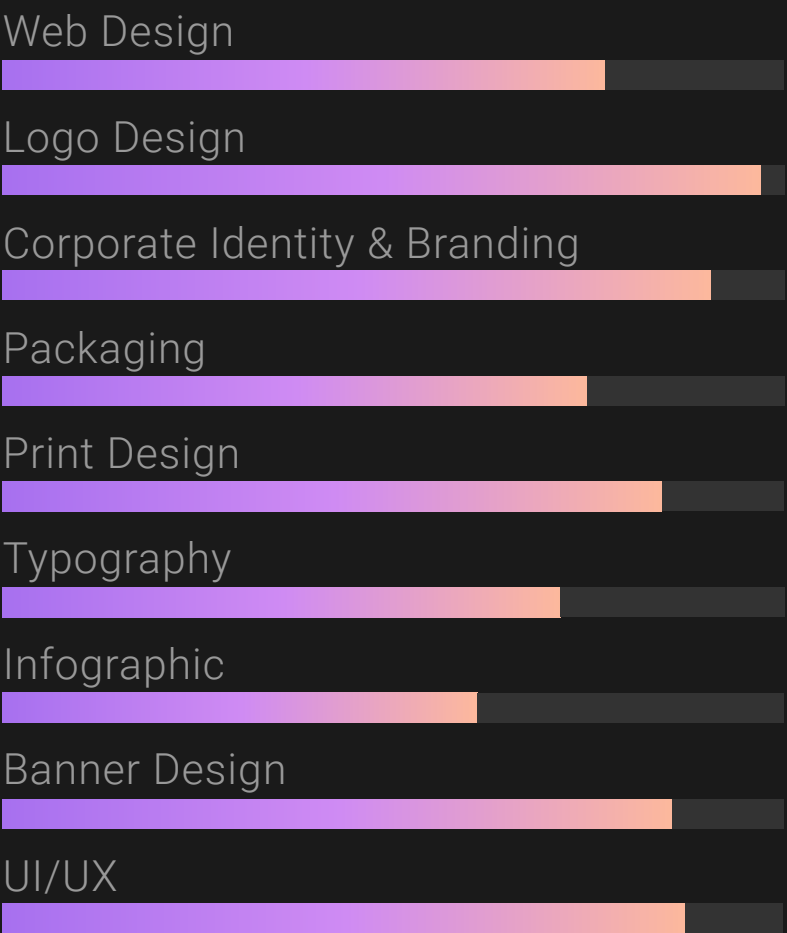 Web Design
Logo Design
Corporate Identity & Branding
Packaging
Print Design
Typography
Infographic
Banner Design
UI/UX